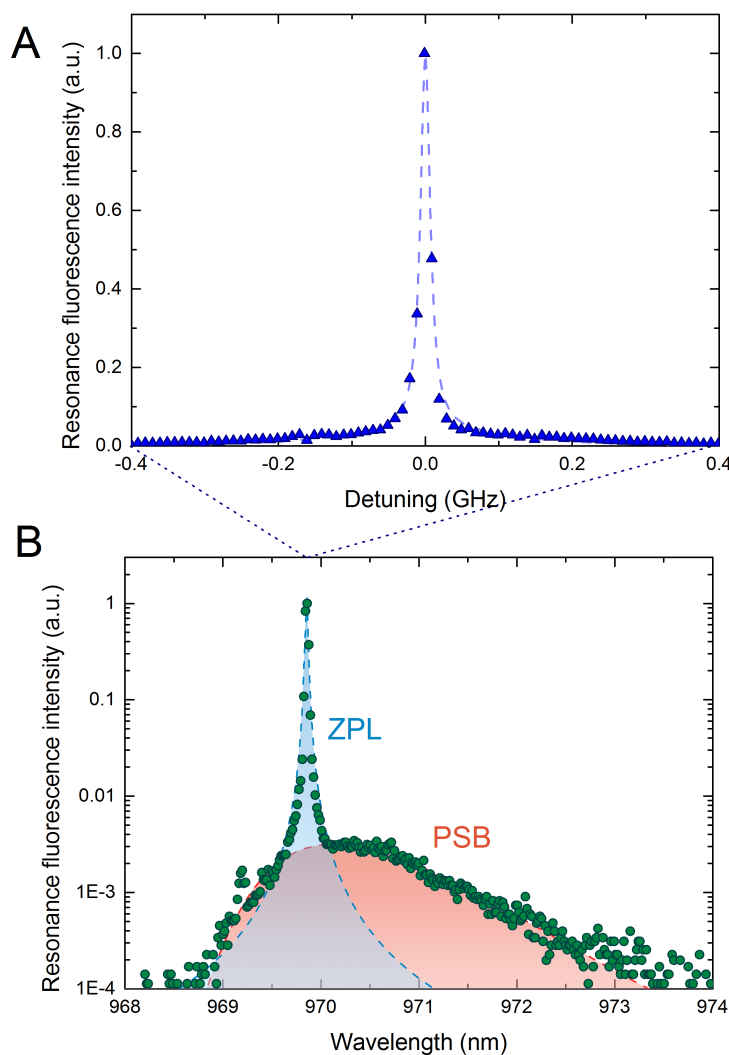 A
Resonance fluorescence intensity (a.u.)
1.0
0.8
0.6
0.4
0.2
0.0
-0.4 -0.2 0.0 0.2 0.4
Detuning (GHz)
B
Resonance fluorescence intensity (a.u.)
1
0.1
0.01
1E-3
1E-4
ZPL
PSB
968 969 970 971 972 973 974
Wavelength (nm)